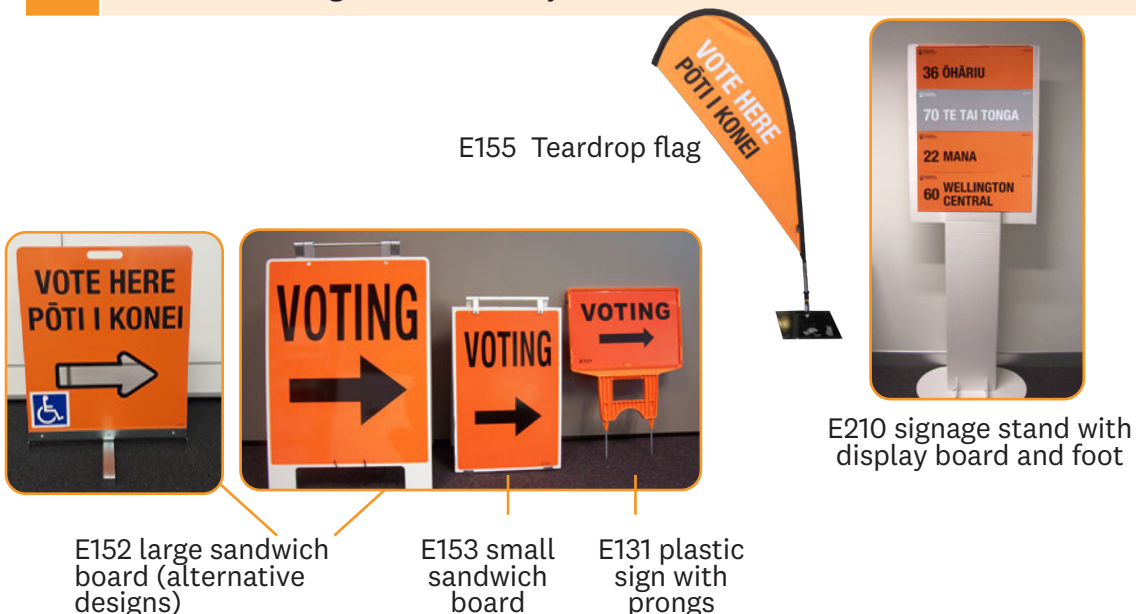 VOTE HERE
PŌTI I KONEI
E155 Teardrop flag
36 ŌHĀRIU
70 TE TAI TONGA
22 MANA
60 WELLINGTON
CENTRAL
E210 signage stand with
display board and foot
VOTE HERE
PŌTI I KONEI
VOTING
VOTING
VOTING
E131
E152 large sandwich
board (alternative
designs)
E153 small
sandwich
board
E131 plastic
sign with
prongs